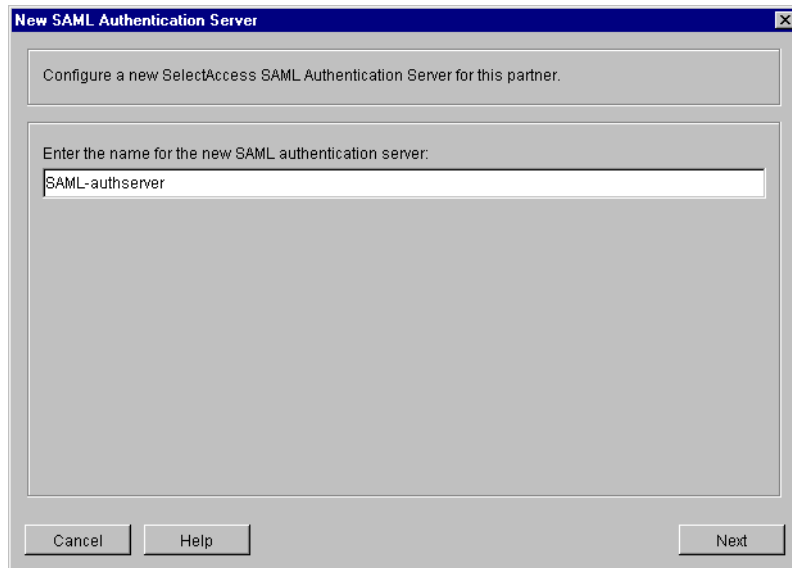 New SAML Authentication Server
Configure a new SelectAccess SAML Authentication Server for this partner.
Enter the name for the new SAML authentication server:
SAML-authserver
Cancel
Help
Next